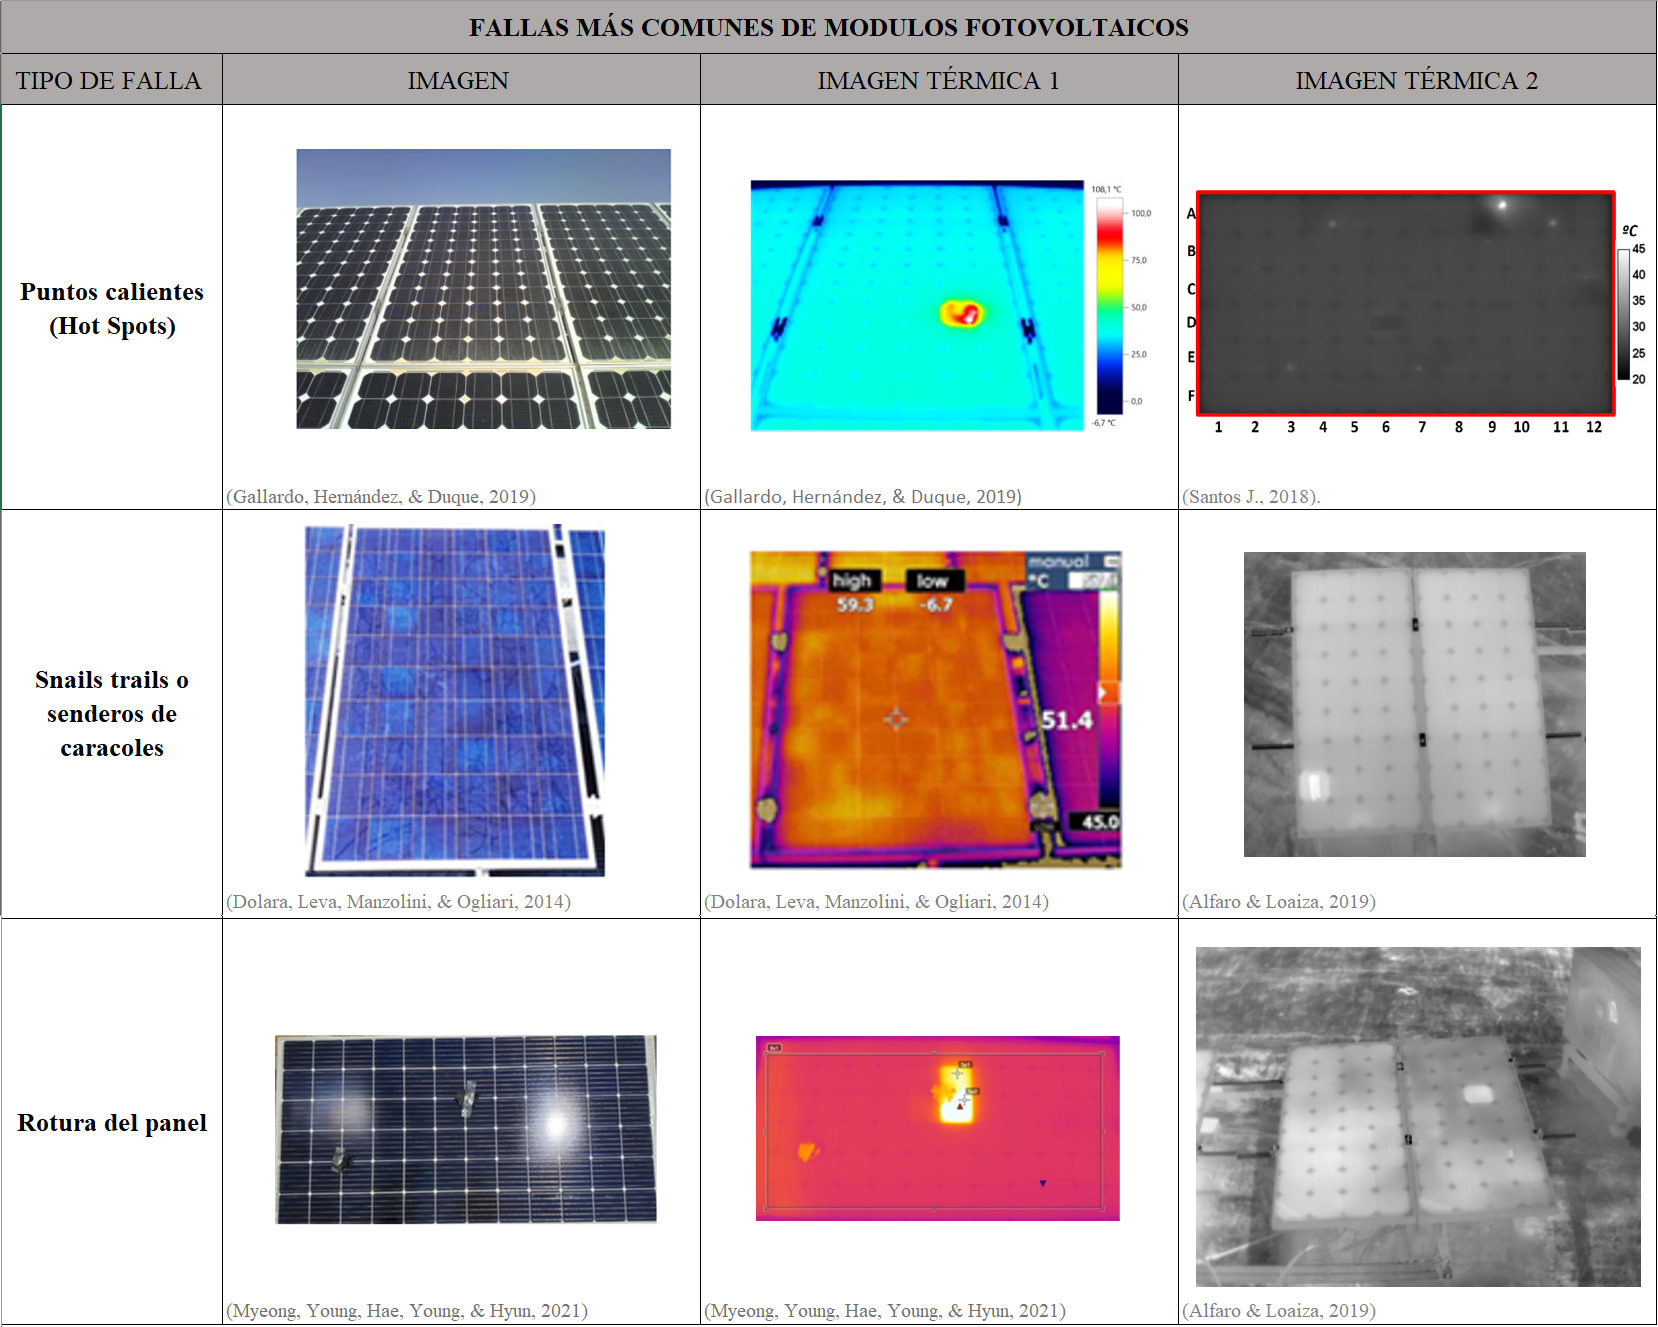 FALLAS MÁS COMUNES DE MODULOS FOTOVOLTAICOS
TIPO DE FALLA
IMAGEN
IMAGEN TÉRMICA 1
IMAGEN TÉRMICA 2
Puntos calientes
(Hot Spots)
(Gallardo, Hernández, & Duque, 2019)
108,1 °C
100,0
75,0
50,0
25,0
0,0
-6,7 °C
(Gallardo, Hernández, & Duque, 2019)
A
B
C
D
E
F
1 2 3 4 5 6 7 8 9 10 11 12
ºC
45
40
35
30
25
20
(Santos J., 2018).
Snails trails o
senderos de
caracoles
(Dolara, Leva, Manzolini, & Ogliari, 2014)
manual
°C
high low
59.3 -6.7
51.4
45.0
(Dolara, Leva, Manzolini, & Ogliari, 2014)
(Alfaro & Loaiza, 2019)
Rotura del panel
(Myeong, Young, Hae, Young, & Hyun, 2021)
(Myeong, Young, Hae, Young, & Hyun, 2021)
(Alfaro & Loaiza, 2019)